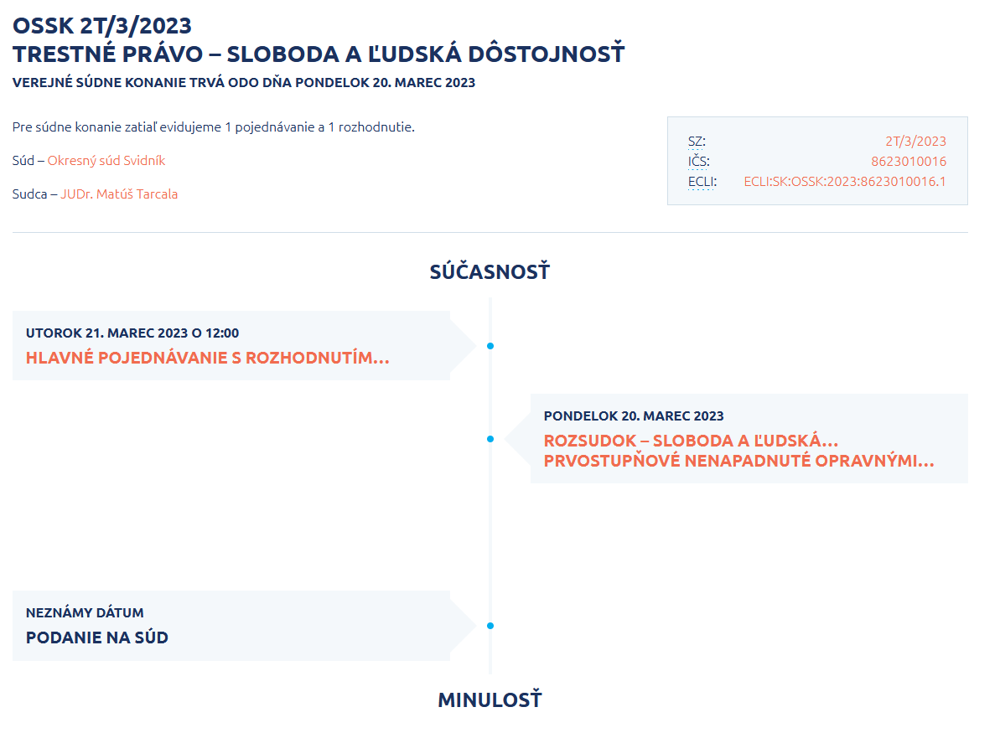 OSSK 2T/3/2023
TRESTNÉ PRÁVO – SLOBODA A ĽUDSKÁ DÔSTOJNOSŤ
VEREJNÉ SÚDNE KONANIE TRVÁ ODO DŇA PONDELOK 20. MAREC 2023
Pre súdne konanie zatiaľ evidujeme 1 pojednávanie a 1 rozhodnutie.
Súd – Okresný súd Svidník
Sudca – JUDr. Matúš Tarcala
SZ: 2T/3/2023
IČS: 8623010016
ECLI: ECLI:SK:OSSK:2023:8623010016.1
SÚČASNOSŤ
UTOROK 21. MAREC 2023 O 12:00
HLAVNÉ POJEDNÁVANIE S ROZHODNUTÍM…
PONDELOK 20. MAREC 2023
ROZSUDOK – SLOBODA A ĽUDSKÁ…
PRVOSTUPŇOVÉ NENAPADNUTÉ OPRAVNÝMI…
NEZNÁMY DÁTUM
PODANIE NA SÚD
MINULOSŤ